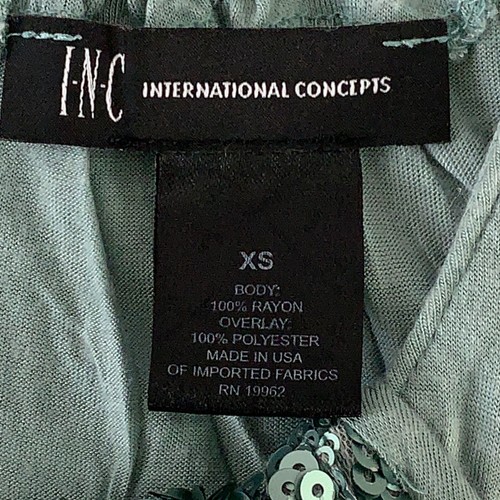 I·N·C INTERNATIONAL CONCEPTS
XS
BODY:
100% RAYON
OVERLAY:
100% POLYESTER
MADE IN USA
OF IMPORTED FABRICS
RN 19962